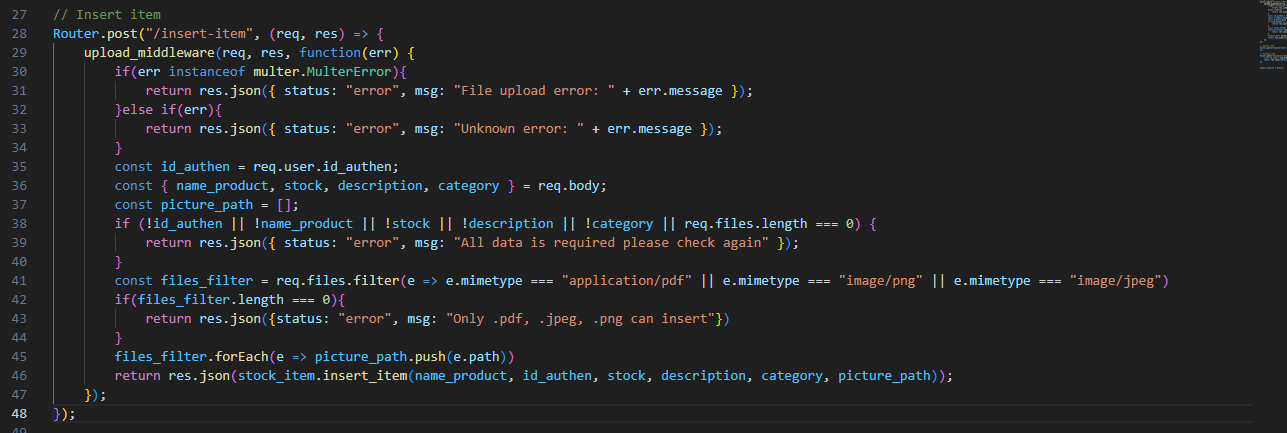 27 // Insert item
28 Router.post("/insert-item", (req, res) => {
29     upload_middleware(req, res, function(err) {
30         if(err instanceof multer.MulterError){
31             return res.json({ status: "error", msg: "File upload error: " + err.message });
32         }else if(err){
33             return res.json({ status: "error", msg: "Unknown error: " + err.message });
34         }
35         const id_authen = req.user.id_authen;
36         const { name_product, stock, description, category } = req.body;
37         const picture_path = [];
38         if (!id_authen || !name_product || !stock || !description || !category || req.files.length === 0) {
39             return res.json({ status: "error", msg: "All data is required please check again" });
40         }
41         const files_filter = req.files.filter(e => e.mimetype === "application/pdf" || e.mimetype === "image/png" || e.mimetype === "image/jpeg")
42         if(files_filter.length === 0){
43             return res.json({status: "error", msg: "Only .pdf, .jpeg, .png can insert"})
44         }
45         files_filter.forEach(e => picture_path.push(e.path))
46         return res.json(stock_item.insert_item(name_product, id_authen, stock, description, category, picture_path));
47     });
48 });